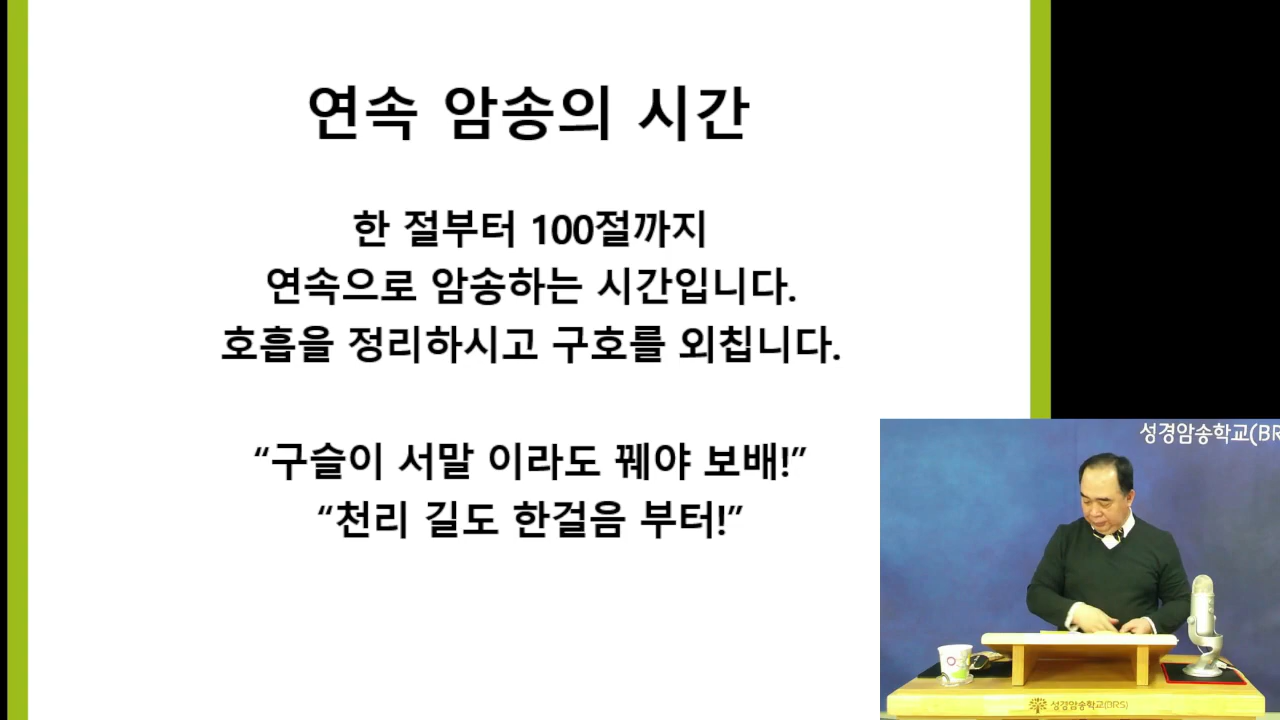 연속 암송의 시간
한 절부터 100절까지
연속으로 암송하는 시간입니다.
호흡을 정리하시고 구호를 외칩니다.
“구슬이 서말 이라도 꿰야 보배!”
“천리 길도 한걸음 부터!”
성경암송학교(BR
성경암송학교(BRS)